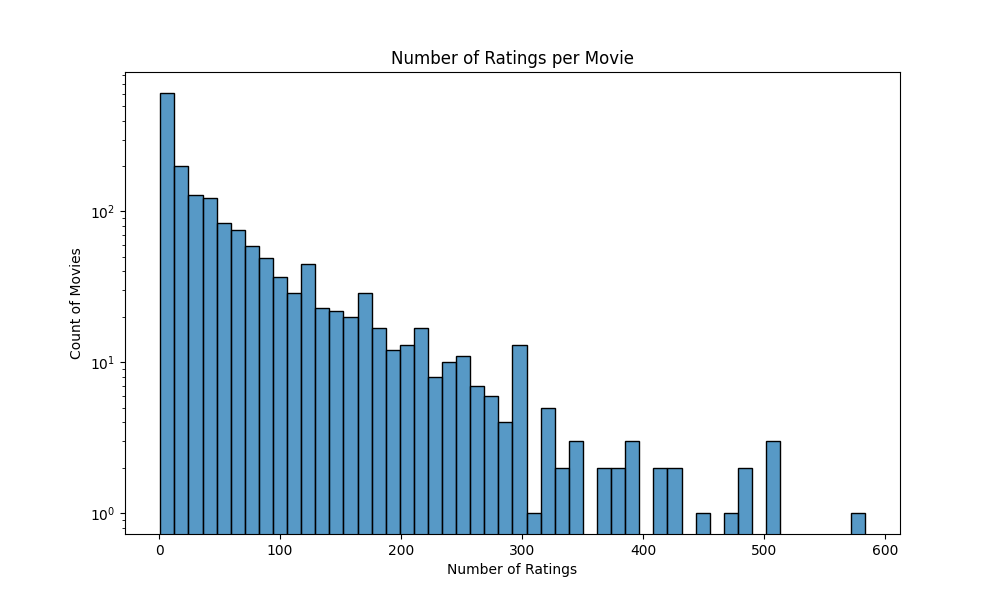 Number of Ratings per Movie
Count of Movies
10²
10¹
10⁰
0 100 200 300 400 500 600
Number of Ratings